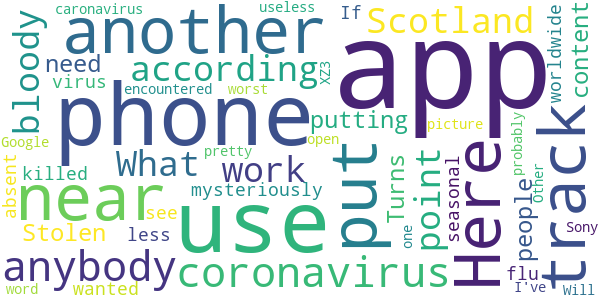 caronavirus
useless
If
Scotland
another
bloody
need
according
XZ3
worldwide
content
app
virus
encountered
worst
phone
putting
picture
Google
What
pretty
open
probably
track
absent
killed
work
near
mysteriously
put
Turns
point
seasonal
Here
people
Other
use
see
Stolen
less
one
Sony
anybody
coronavirus
flu
word
wanted
I've
Will